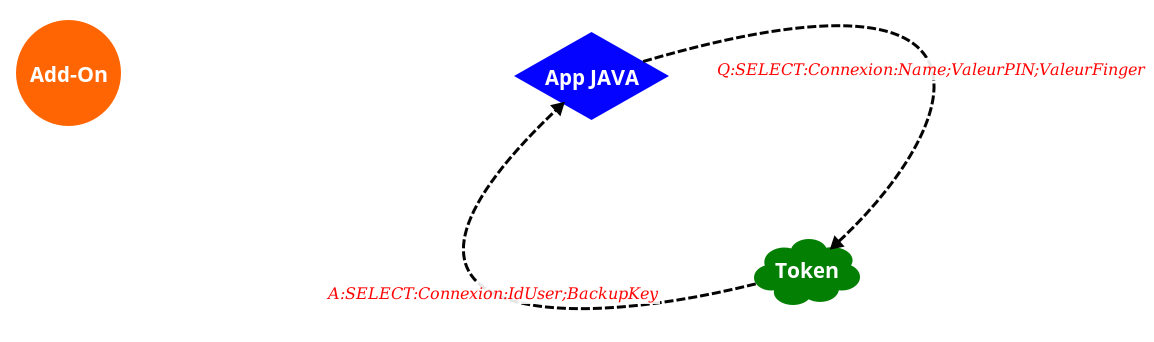 Add-On
App JAVA
Q:SELECT:Connexion:Name;ValeurPIN;ValeurFinger
Token
A:SELECT:Connexion:IdUser;BackupKey